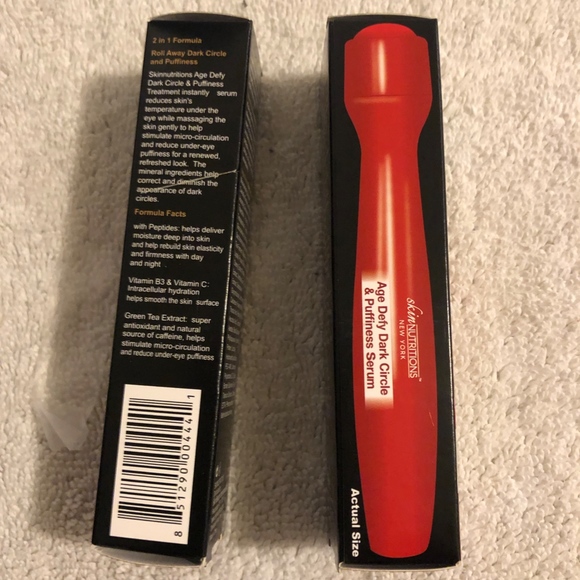 2 in 1 Formula
Roll Away Dark Circle
and Puffiness
Skinnutritions Age Defy
Dark Circle & Puffiness
Treatment instantly serum
reduces skin's
temperature under the
eye while massaging the
skin gently to help
stimulate micro-circulation
and reduce under-eye
puffiness for a renewed,
refreshed look. The
mineral ingredients help
correct and diminish the
appearance of dark
circles.
Formula Facts
with Peptides: helps deliver
moisture deep into skin
and help rebuild skin elasticity
and firmness with day
and night.
Vitamin B3 & Vitamin C:
Intracellular hydration
helps smooth the skin surface
Green Tea Extract: super
antioxidant and natural
source of caffeine, helps
stimulate micro-circulation
and reduce under-eye puffiness
8 51290 00444 1
skinNUTRITIONS™
NEW YORK
Age Defy Dark Circle
& Puffiness Serum
Actual Size